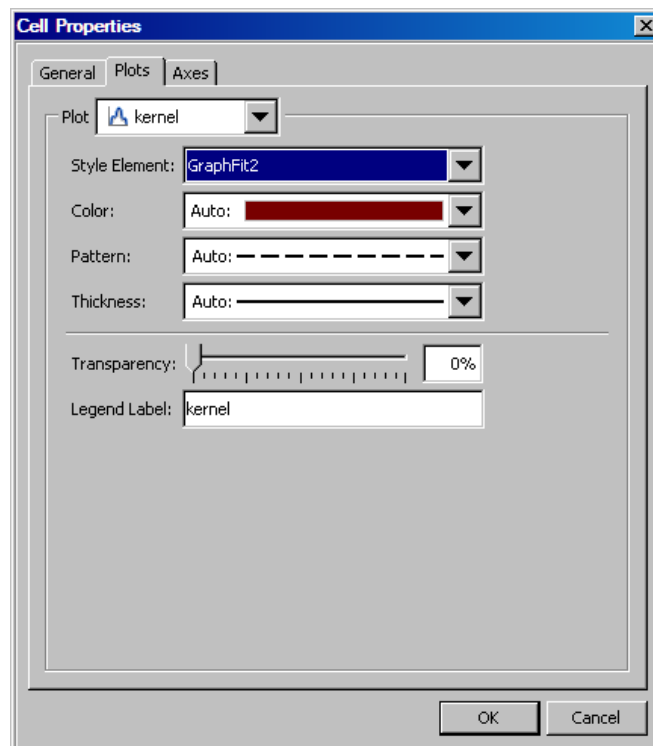 Cell Properties
General Plots Axes
Plot kernel
Style Element: GraphFit2
Color: Auto:
Pattern: Auto:
Thickness: Auto:
Transparency: 0%
Legend Label: kernel
OK Cancel